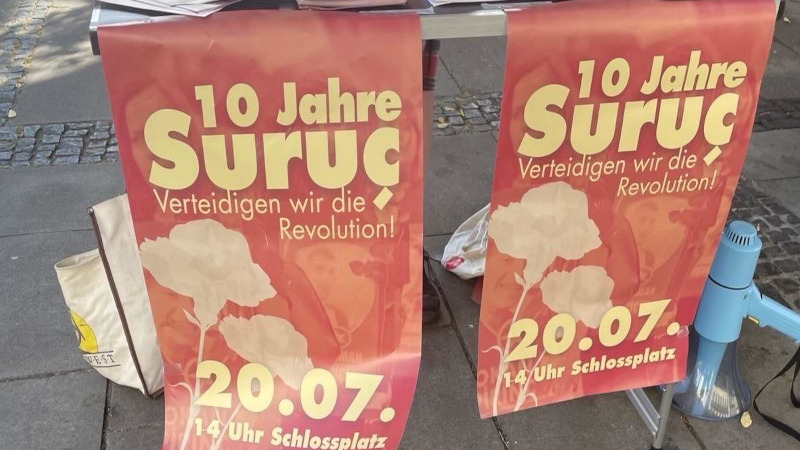 10 Jahre
Suruç
Verteidigen wir die
Revolution!
20.07.
14 Uhr Schlossplatz
10 Jahre
Suruç
Verteidigen wir die
Revolution!
20.07.
14 Uhr Schlossplatz